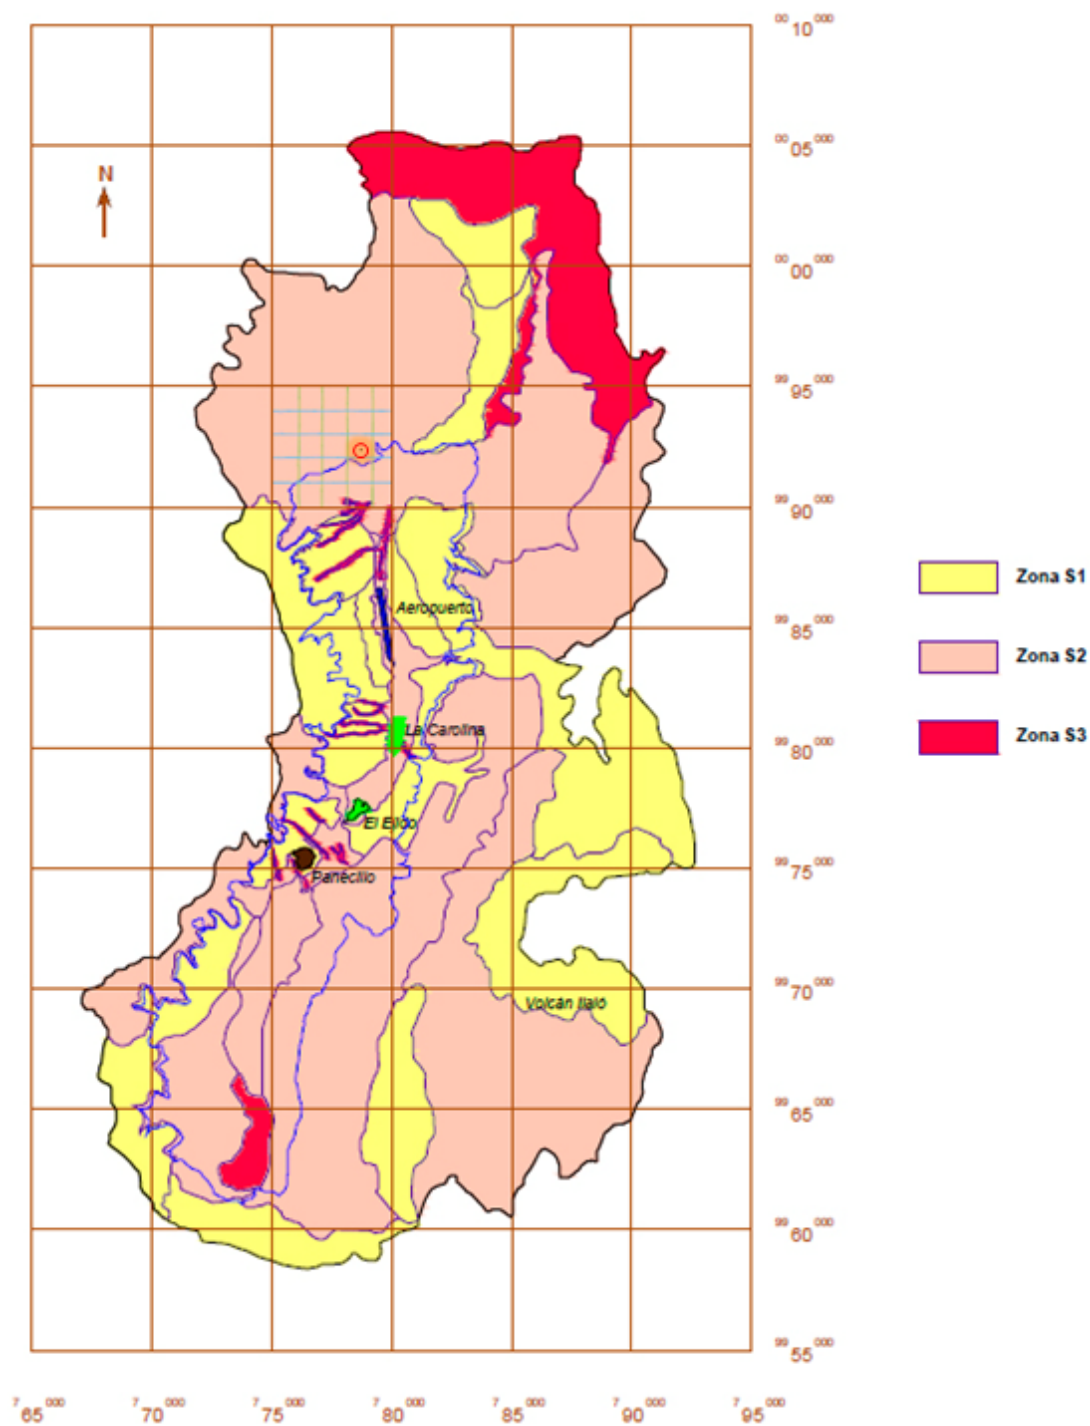 00 10 000
N
00 05 000
00 00 000
99 95 000
99 90 000
Zona S1
Aeropuerto
99 85 000
Zona S2
La Carolina
Zona S3
99 80 000
El Ejido
Panecillo
99 75 000
Volcán Ilaló
99 70 000
99 65 000
99 60 000
99 55 000
7 65 000
7 70 000
7 75 000
7 80 000
7 85 000
7 90 000
7 95 000